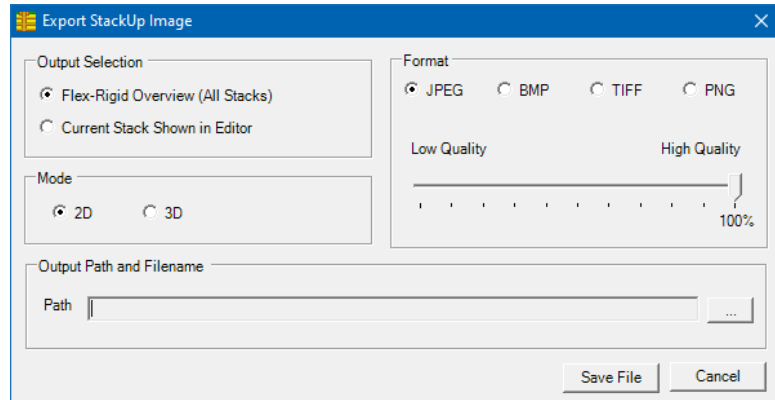 Export StackUp Image
Output Selection
Flex-Rigid Overview (All Stacks)
Current Stack Shown in Editor
Mode
2D 3D
Format
JPEG BMP TIFF PNG
Low Quality High Quality
100%
Output Path and Filename
Path ...
Save File Cancel